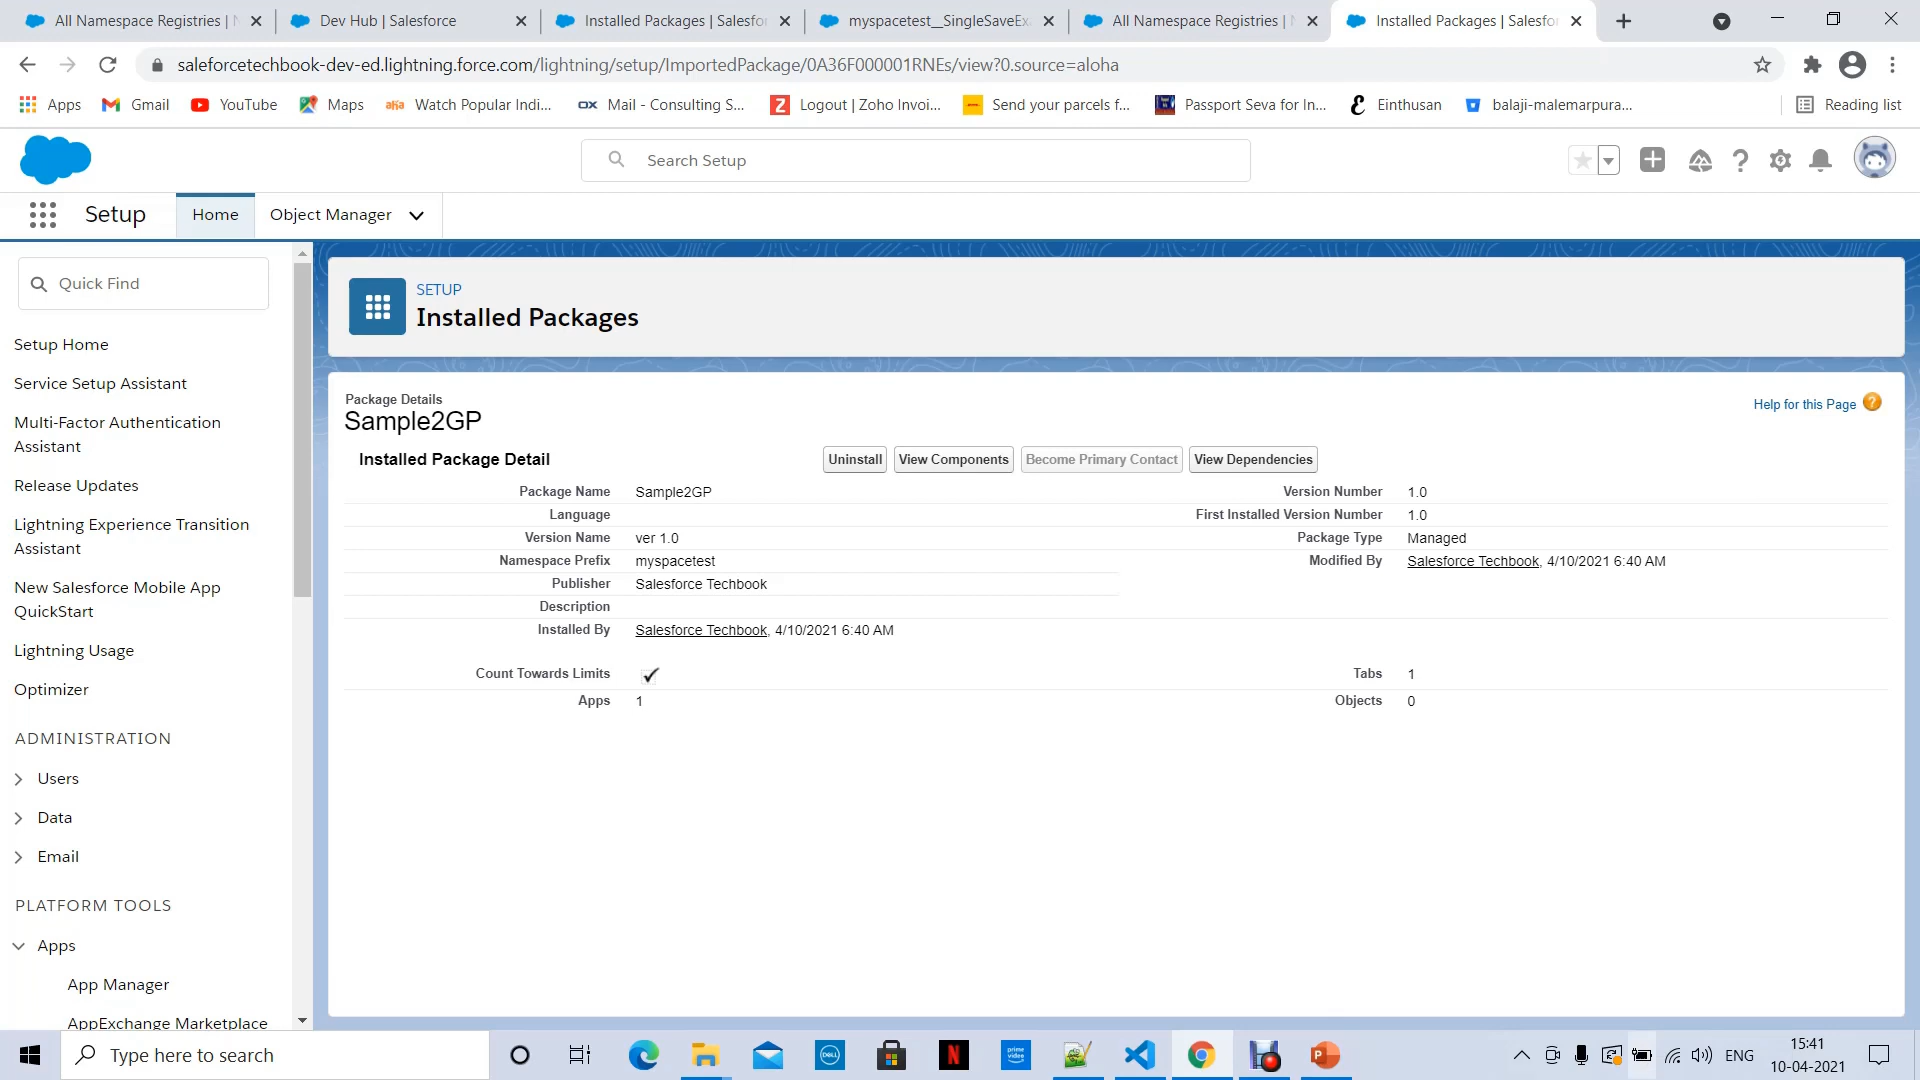 All Namespace Registries | N
Dev Hub | Salesforce
Installed Packages | Salesfor
myspacetest__SingleSaveExa
All Namespace Registries | N
Installed Packages | Salesfor
saleforcetechbook-dev-ed.lightning.force.com/lightning/setup/ImportedPackage/0A36F000001RNEs/view?0.source=aloha
Apps
Gmail
YouTube
Maps
Watch Popular Indi...
Mail - Consulting S...
Logout | Zoho Invoi...
Send your parcels f...
Passport Seva for In...
Einthusan
balaji-malemarpura...
Reading list
Search Setup
Setup
Home
Object Manager
Quick Find
Setup Home
Service Setup Assistant
Multi-Factor Authentication
Assistant
Release Updates
Lightning Experience Transition
Assistant
New Salesforce Mobile App
QuickStart
Lightning Usage
Optimizer
ADMINISTRATION
Users
Data
Email
PLATFORM TOOLS
Apps
App Manager
AppExchange Marketplace
SETUP
Installed Packages
Package Details
Sample2GP
Help for this Page
Installed Package Detail
Uninstall
View Components
Become Primary Contact
View Dependencies
Package Name Sample2GP
Version Number 1.0
Language
First Installed Version Number 1.0
Version Name ver 1.0
Package Type Managed
Namespace Prefix myspacetest
Modified By Salesforce Techbook, 4/10/2021 6:40 AM
Publisher Salesforce Techbook
Description
Installed By Salesforce Techbook, 4/10/2021 6:40 AM
Count Towards Limits
Tabs 1
Apps 1
Objects 0
Type here to search
ENG
15:41
10-04-2021